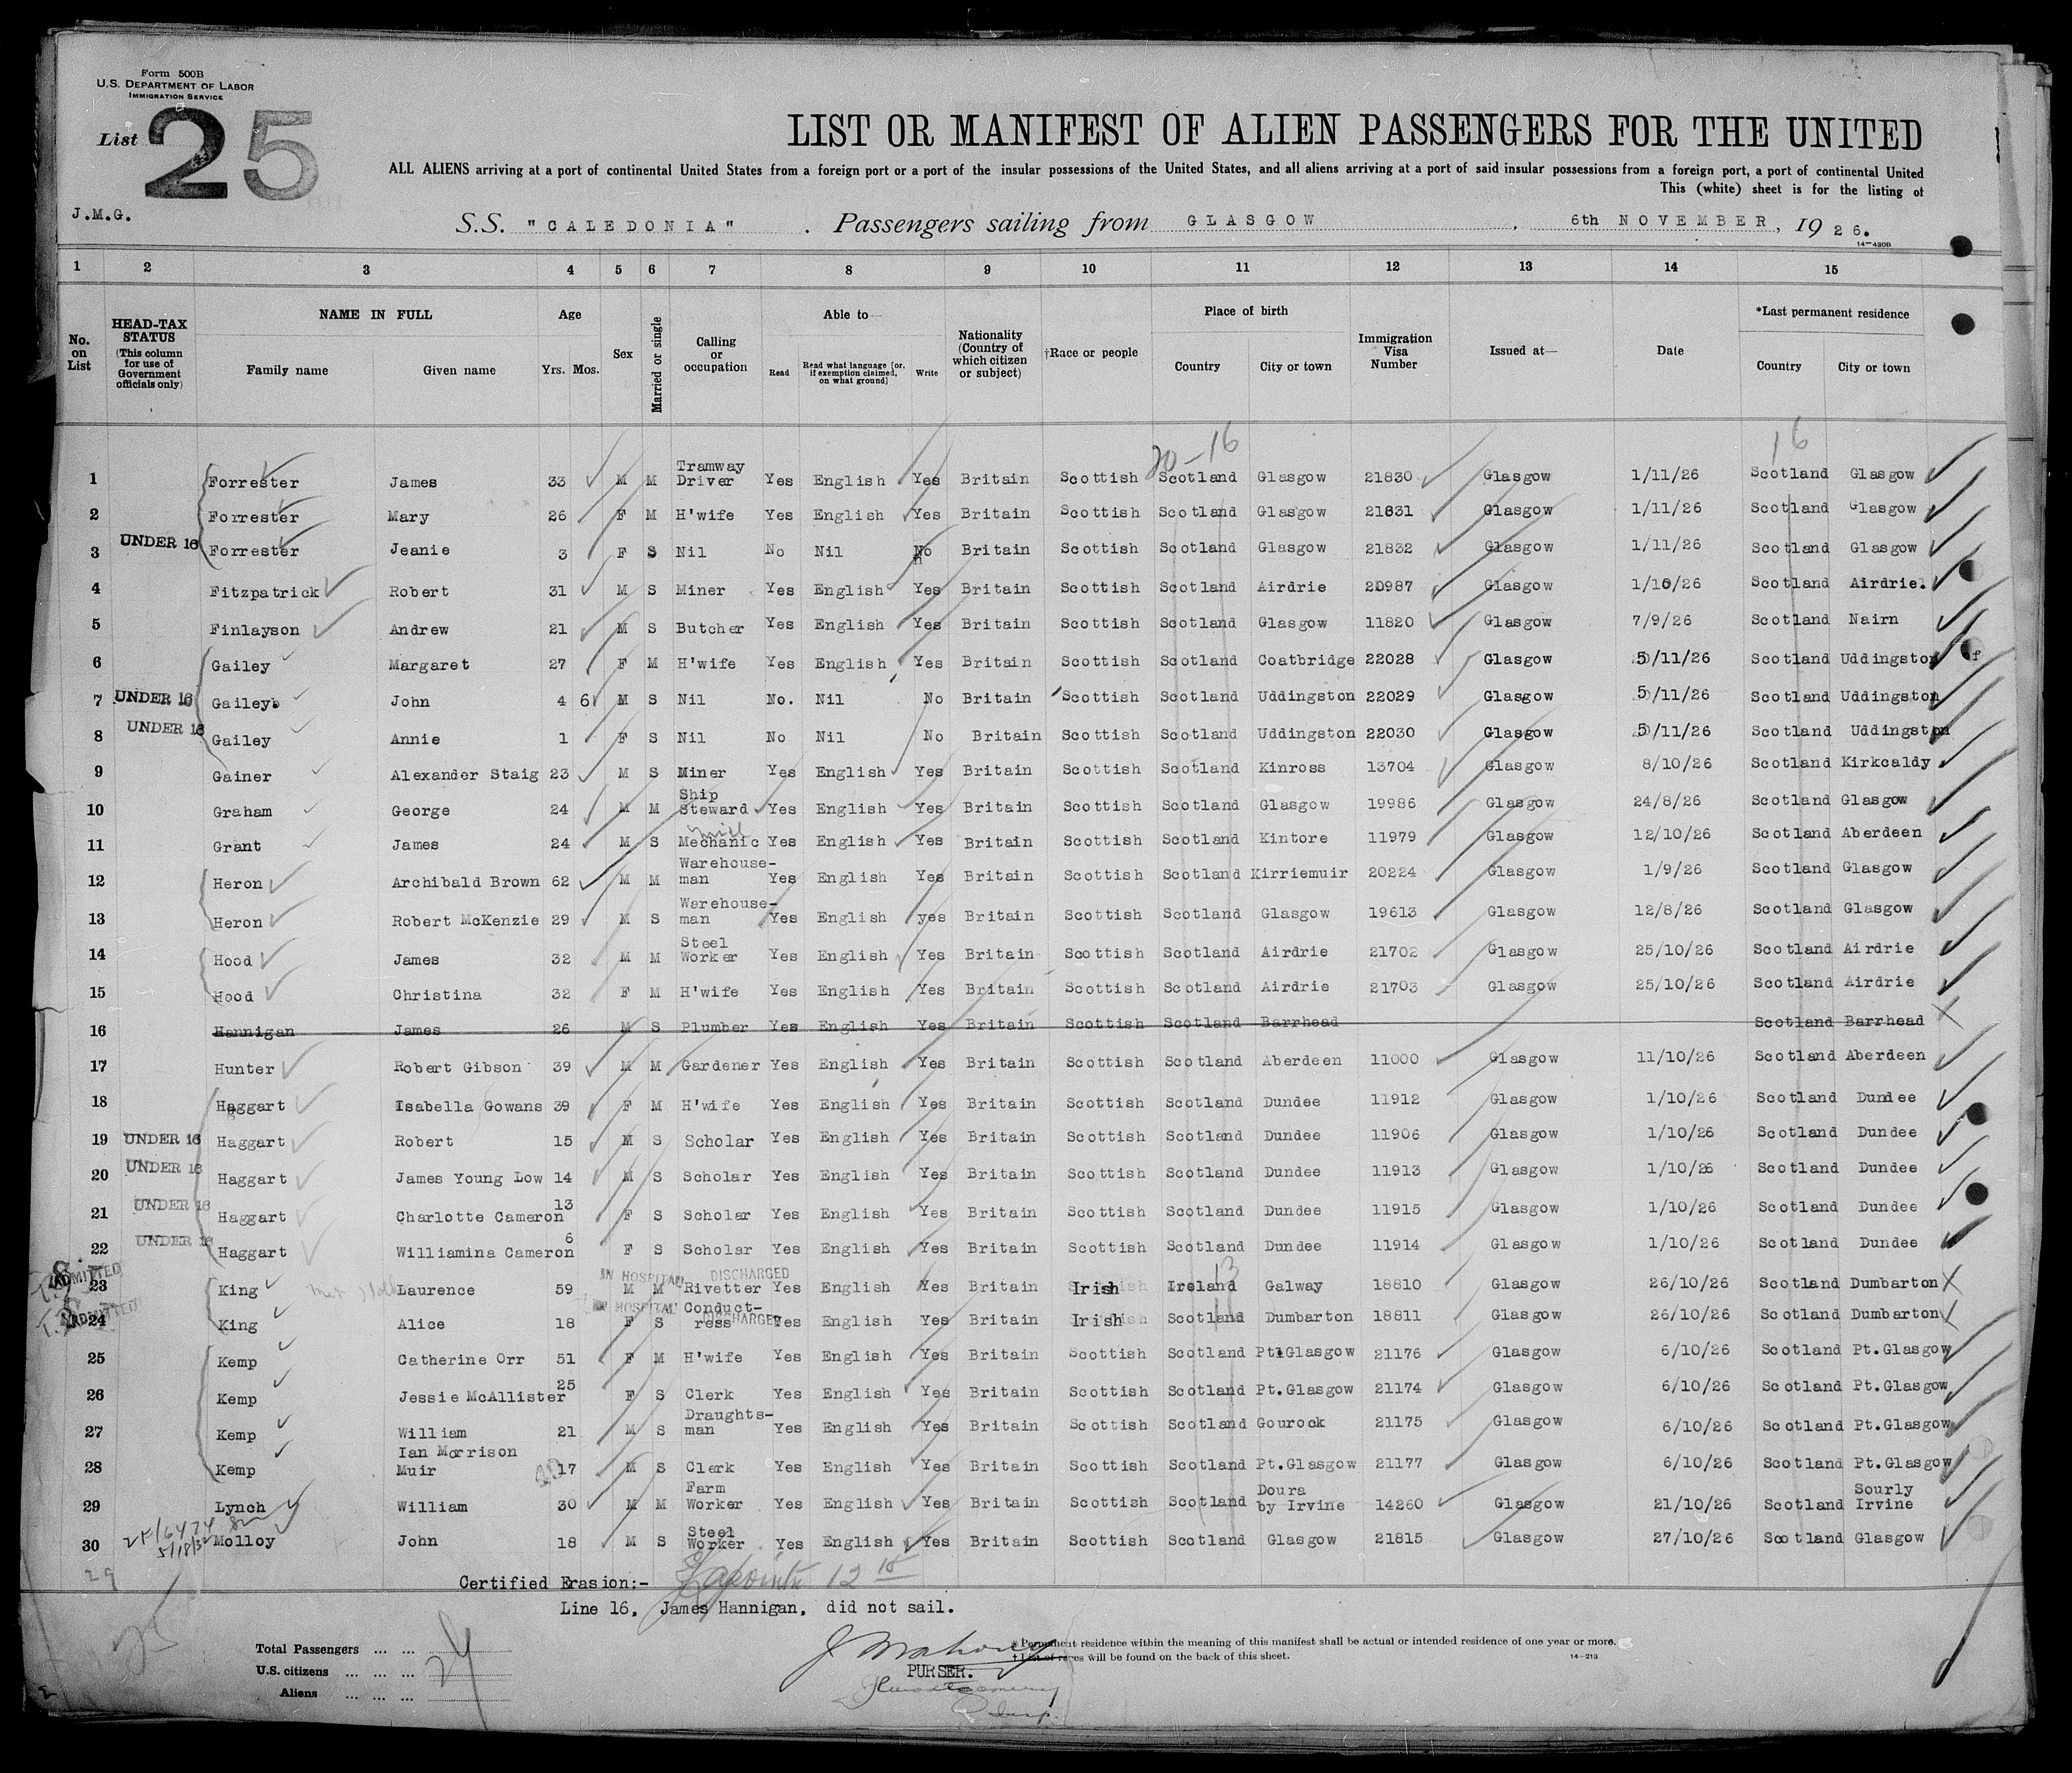 Form 500B
U.S. DEPARTMENT OF LABOR
IMMIGRATION SERVICE
List 25
J.M.G.
LIST OR MANIFEST OF ALIEN PASSENGERS FOR THE UNITED
ALL ALIENS arriving at a port of continental United States from a foreign port or a port of the insular possessions of the United States, and all aliens arriving at a port of said insular possessions from a foreign port, a port of continental United
This (white) sheet is for the listing of
S.S. "CALEDONIA" . Passengers sailing from GLASGOW , 6th NOVEMBER, 19 26.
14—430B
1 2 3 4 5 6 7 8 9 10 11 12 13 14 15
No. on List
HEAD-TAX STATUS (This column for use of Government officials only)
NAME IN FULL
Family name Given name
Age
Yrs. Mos.
Sex
Married or single
Calling or occupation
Able to—
Read
Read what language [or, if exemption claimed, on what ground]
Write
Nationality (Country of which citizen or subject)
†Race or people
Place of birth
Country City or town
Immigration Visa Number
Issued at—
Date
*Last permanent residence
Country City or town
20-16 16
1 Forrester James 33 M M Tramway Driver Yes English Yes Britain Scottish Scotland Glasgow 21830 Glasgow 1/11/26 Scotland Glasgow
2 Forrester Mary 26 F M H'wife Yes English Yes Britain Scottish Scotland Glasgow 21831 Glasgow 1/11/26 Scotland Glasgow
3 UNDER 16 Forrester Jeanie 3 F S Nil No Nil No Britain Scottish Scotland Glasgow 21832 Glasgow 1/11/26 Scotland Glasgow
4 Fitzpatrick Robert 31 M S Miner Yes English Yes Britain Scottish Scotland Airdrie 20987 Glasgow 1/10/26 Scotland Airdrie.
5 Finlayson Andrew 21 M S Butcher Yes English Yes Britain Scottish Scotland Glasgow 11820 Glasgow 7/9/26 Scotland Nairn
6 Gailey Margaret 27 F M H'wife Yes English Yes Britain Scottish Scotland Coatbridge 22028 Glasgow 5/11/26 Scotland Uddingston
7 UNDER 16 Gailey John 4 6 M S Nil No. Nil No Britain Scottish Scotland Uddingston 22029 Glasgow 5/11/26 Scotland Uddingston
8 UNDER 16 Gailey Annie 1 F S Nil No Nil No Britain Scottish Scotland Uddingston 22030 Glasgow 5/11/26 Scotland Uddingston
9 Gainer Alexander Staig 23 M S Miner Yes English Yes Britain Scottish Scotland Kinross 13704 Glasgow 8/10/26 Scotland Kirkcaldy
10 Graham George 24 M M Ship Steward Yes English Yes Britain Scottish Scotland Glasgow 19986 Glasgow 24/8/26 Scotland Glasgow
11 Grant James 24 M S Mechanic Yes English Yes Britain Scottish Scotland Kintore 11979 Glasgow 12/10/26 Scotland Aberdeen
12 Heron Archibald Brown 62 M M Warehouse-man Yes English Yes Britain Scottish Scotland Kirriemuir 20224 Glasgow 1/9/26 Scotland Glasgow
13 Heron Robert McKenzie 29 M S Warehouse-man Yes English yes Britain Scottish Scotland Glasgow 19613 Glasgow 12/8/26 Scotland Glasgow
14 Hood James 32 M M Steel Worker Yes English Yes Britain Scottish Scotland Airdrie 21702 Glasgow 25/10/26 Scotland Airdrie
15 Hood Christina 32 F M H'wife Yes English Yes Britain Scottish Scotland Airdrie 21703 Glasgow 25/10/26 Scotland Airdrie
16 Hannigan James 26 M S Plumber Yes English Yes Britain Scottish Scotland Barrhead Scotland Barrhead
17 Hunter Robert Gibson 39 M M Gardener Yes English Yes Britain Scottish Scotland Aberdeen 11000 Glasgow 11/10/26 Scotland Aberdeen
18 Haggart Isabella Gowans 39 F M H'wife Yes English Yes Britain Scottish Scotland Dundee 11912 Glasgow 1/10/26 Scotland Dundee
19 UNDER 16 Haggart Robert 15 M S Scholar Yes English Yes Britain Scottish Scotland Dundee 11906 Glasgow 1/10/26 Scotland Dundee
20 UNDER 16 Haggart James Young Low 14 M S Scholar Yes English Yes Britain Scottish Scotland Dundee 11913 Glasgow 1/10/26 Scotland Dundee
21 UNDER 16 Haggart Charlotte Cameron 13 F S Scholar Yes English Yes Britain Scottish Scotland Dundee 11915 Glasgow 1/10/26 Scotland Dundee
22 UNDER 16 Haggart Williamina Cameron 6 F S Scholar Yes English Yes Britain Scottish Scotland Dundee 11914 Glasgow 1/10/26 Scotland Dundee
ADMITTED IN HOSPITAL DISCHARGED 13
23 King Laurence 59 M M Rivetter Yes English Yes Britain Irish Ireland Galway 18810 Glasgow 26/10/26 Scotland Dumbarton
ADMITTED IN HOSPITAL DISCHARGED
24 King Alice 18 F S Conduct-ress Yes English Yes Britain Irish Scotland Dumbarton 18811 Glasgow 26/10/26 Scotland Dumbarton
25 Kemp Catherine Orr 51 F M H'wife Yes English Yes Britain Scottish Scotland Pt.Glasgow 21176 Glasgow 6/10/26 Scotland Pt.Glasgow
26 Kemp Jessie McAllister 25 F S Clerk Yes English Yes Britain Scottish Scotland Pt.Glasgow 21174 Glasgow 6/10/26 Scotland Pt.Glasgow
27 Kemp William 21 M S Draughts-man Yes English Yes Britain Scottish Scotland Gourock 21175 Glasgow 6/10/26 Scotland Pt.Glasgow
28 Kemp Ian Morrison Muir 17 M S Clerk Yes English Yes Britain Scottish Scotland Pt.Glasgow 21177 Glasgow 6/10/26 Scotland Pt.Glasgow
29 Lynch William 30 M M Farm Worker Yes English Yes Britain Scottish Scotland Doura by Irvine 14260 Glasgow 21/10/26 Scotland Sourly Irvine
30 Molloy John 18 M S Steel Worker Yes English Yes Britain Scottish Scotland Glasgow 21815 Glasgow 27/10/26 Scotland Glasgow
29
Certified Erasion:-
Line 16, James Hannigan, did not sail.
Total Passengers ... ...
U.S. citizens ... ... ...
Aliens ... ... ...
J Mahony
PURSER.
*Permanent residence within the meaning of this manifest shall be actual or intended residence of one year or more.
†List of races will be found on the back of this sheet.
14—213